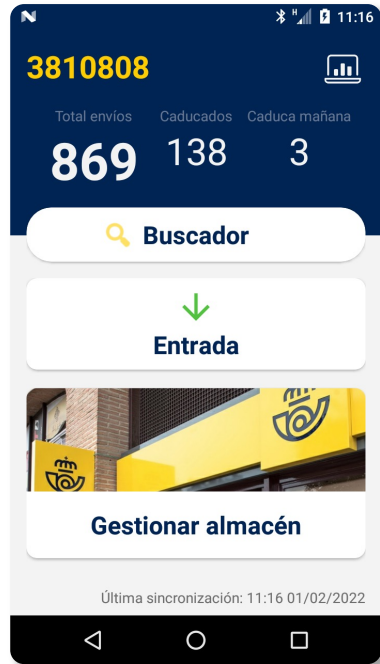 11:16
3810808
Total envíos Caducados Caduca mañana
869 138 3
Buscador
Entrada
Gestionar almacén
Última sincronización: 11:16 01/02/2022